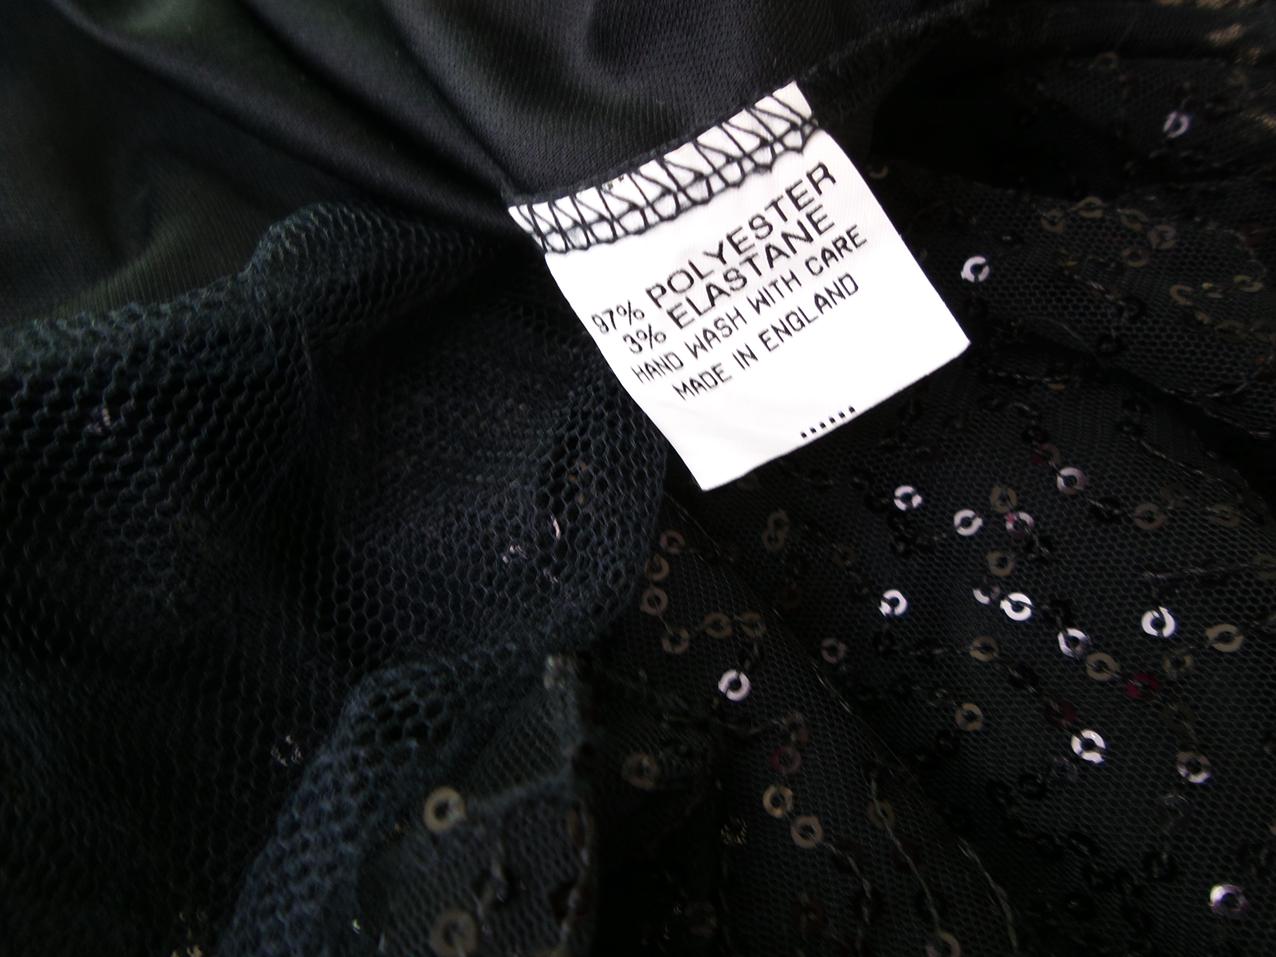 97% POLYESTER
3% ELASTANE
HAND WASH WITH CARE
MADE IN ENGLAND
......